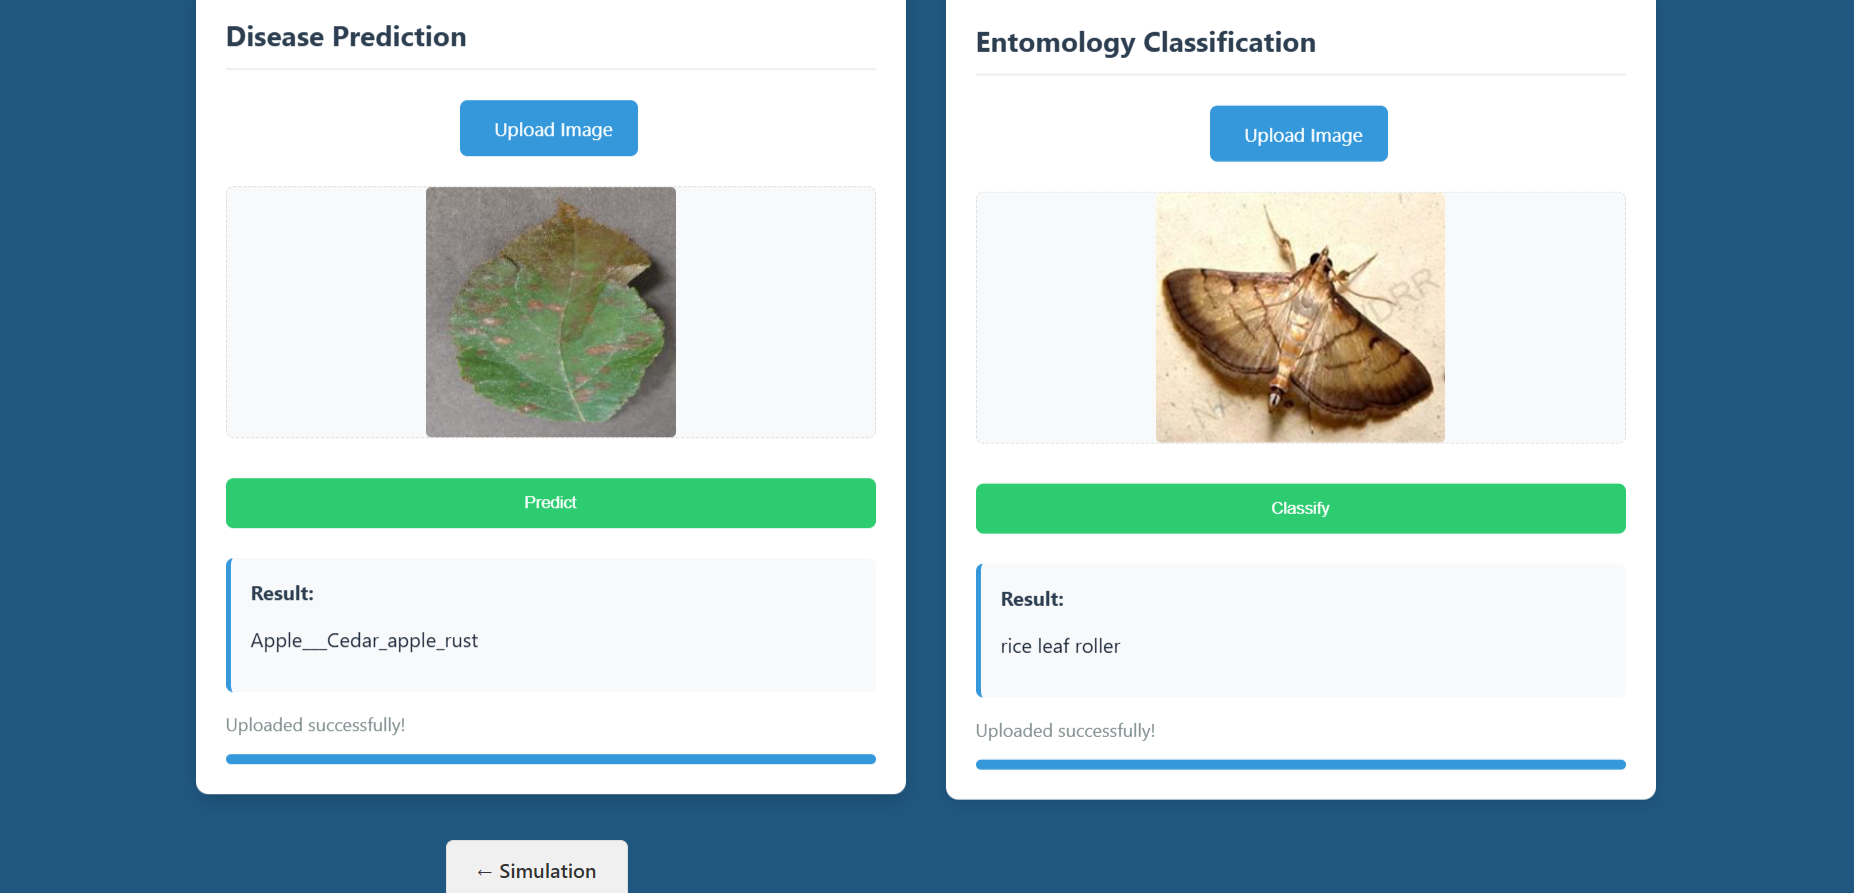 Disease Prediction
Upload Image
Predict
Result:
Apple___Cedar_apple_rust
Uploaded successfully!
Entomology Classification
Upload Image
Classify
Result:
rice leaf roller
Uploaded successfully!
← Simulation